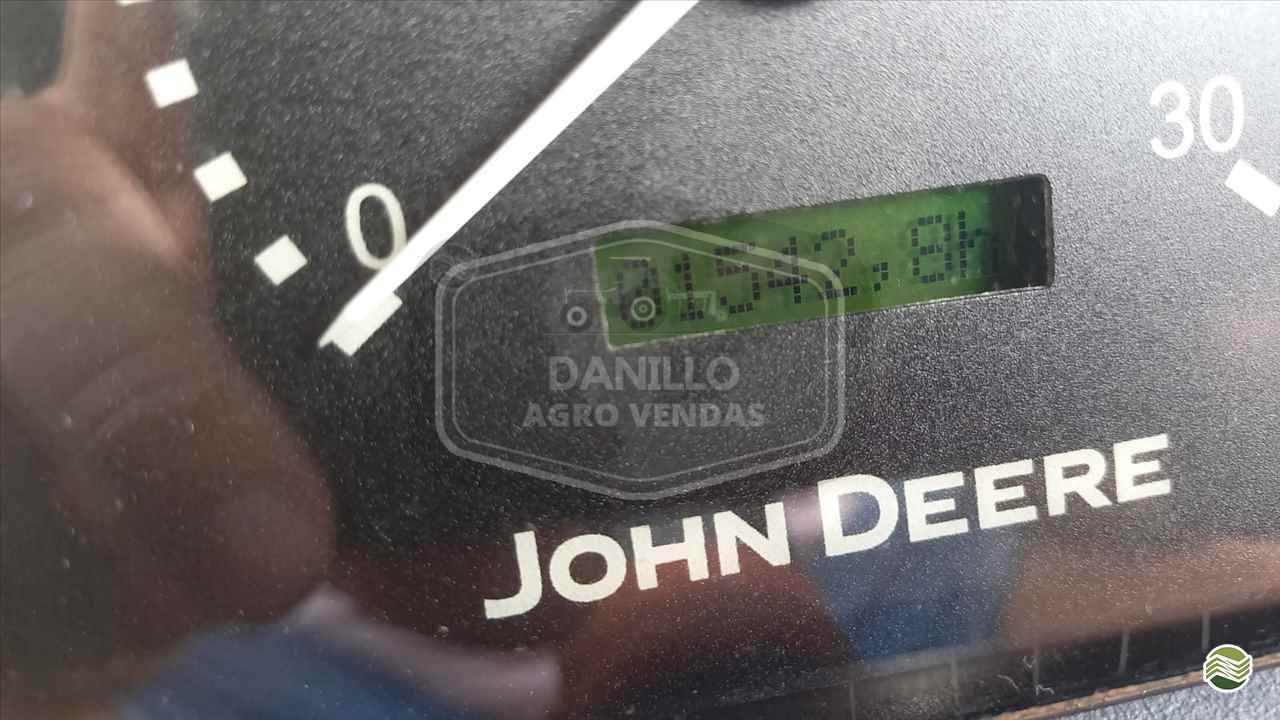 0
30
01542.8h
DANILLO
AGRO VENDAS
JOHN DEERE